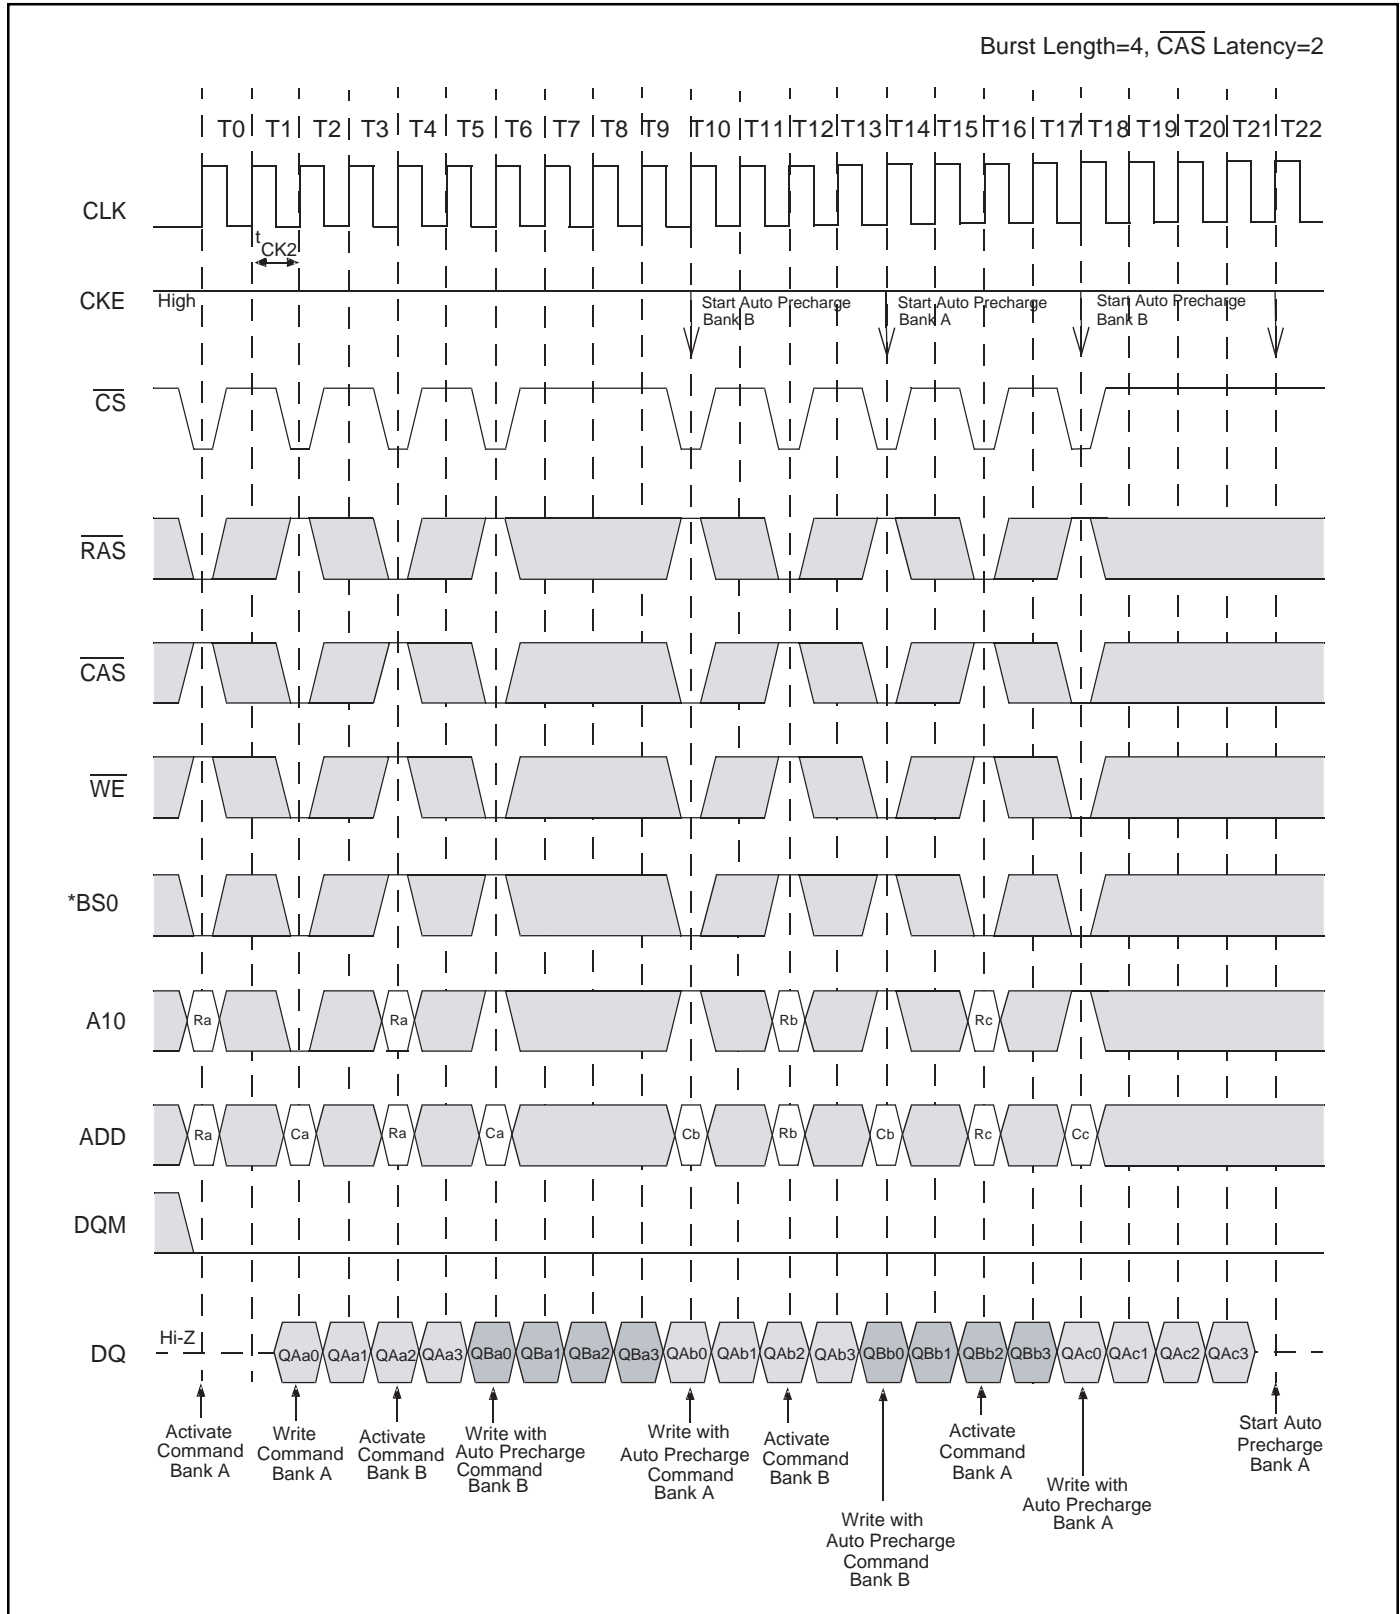 Burst Length=4, CAS Latency=2
T0 T1 T2 T3 T4 T5 T6 T7 T8 T9 T10 T11 T12 T13 T14 T15 T16 T17 T18 T19 T20 T21 T22
CLK
tCK2
CKE
High
Start Auto Precharge
Bank B
Start Auto Precharge
Bank A
Start Auto Precharge
Bank B
CS
RAS
CAS
WE
*BS0
A10
Ra Ra Rb Rc
ADD
Ra Ca Ra Ca Cb Rb Cb Rc Cc
DQM
DQ
Hi-Z
QAa0 QAa1 QAa2 QAa3 QBa0 QBa1 QBa2 QBa3 QAb0 QAb1 QAb2 QAb3 QBb0 QBb1 QBb2 QBb3 QAc0 QAc1 QAc2 QAc3
Activate
Command
Bank A
Write
Command
Bank A
Activate
Command
Bank B
Write with
Auto Precharge
Command
Bank B
Write with
Auto Precharge
Command
Bank A
Activate
Command
Bank B
Write with
Auto Precharge
Command
Bank B
Activate
Command
Bank A
Write with
Auto Precharge
Bank A
Start Auto
Precharge
Bank A